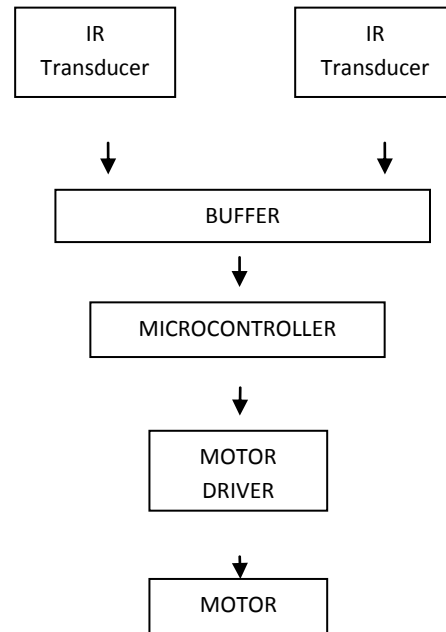 IR
Transducer
IR
Transducer
BUFFER
MICROCONTROLLER
MOTOR
DRIVER
MOTOR